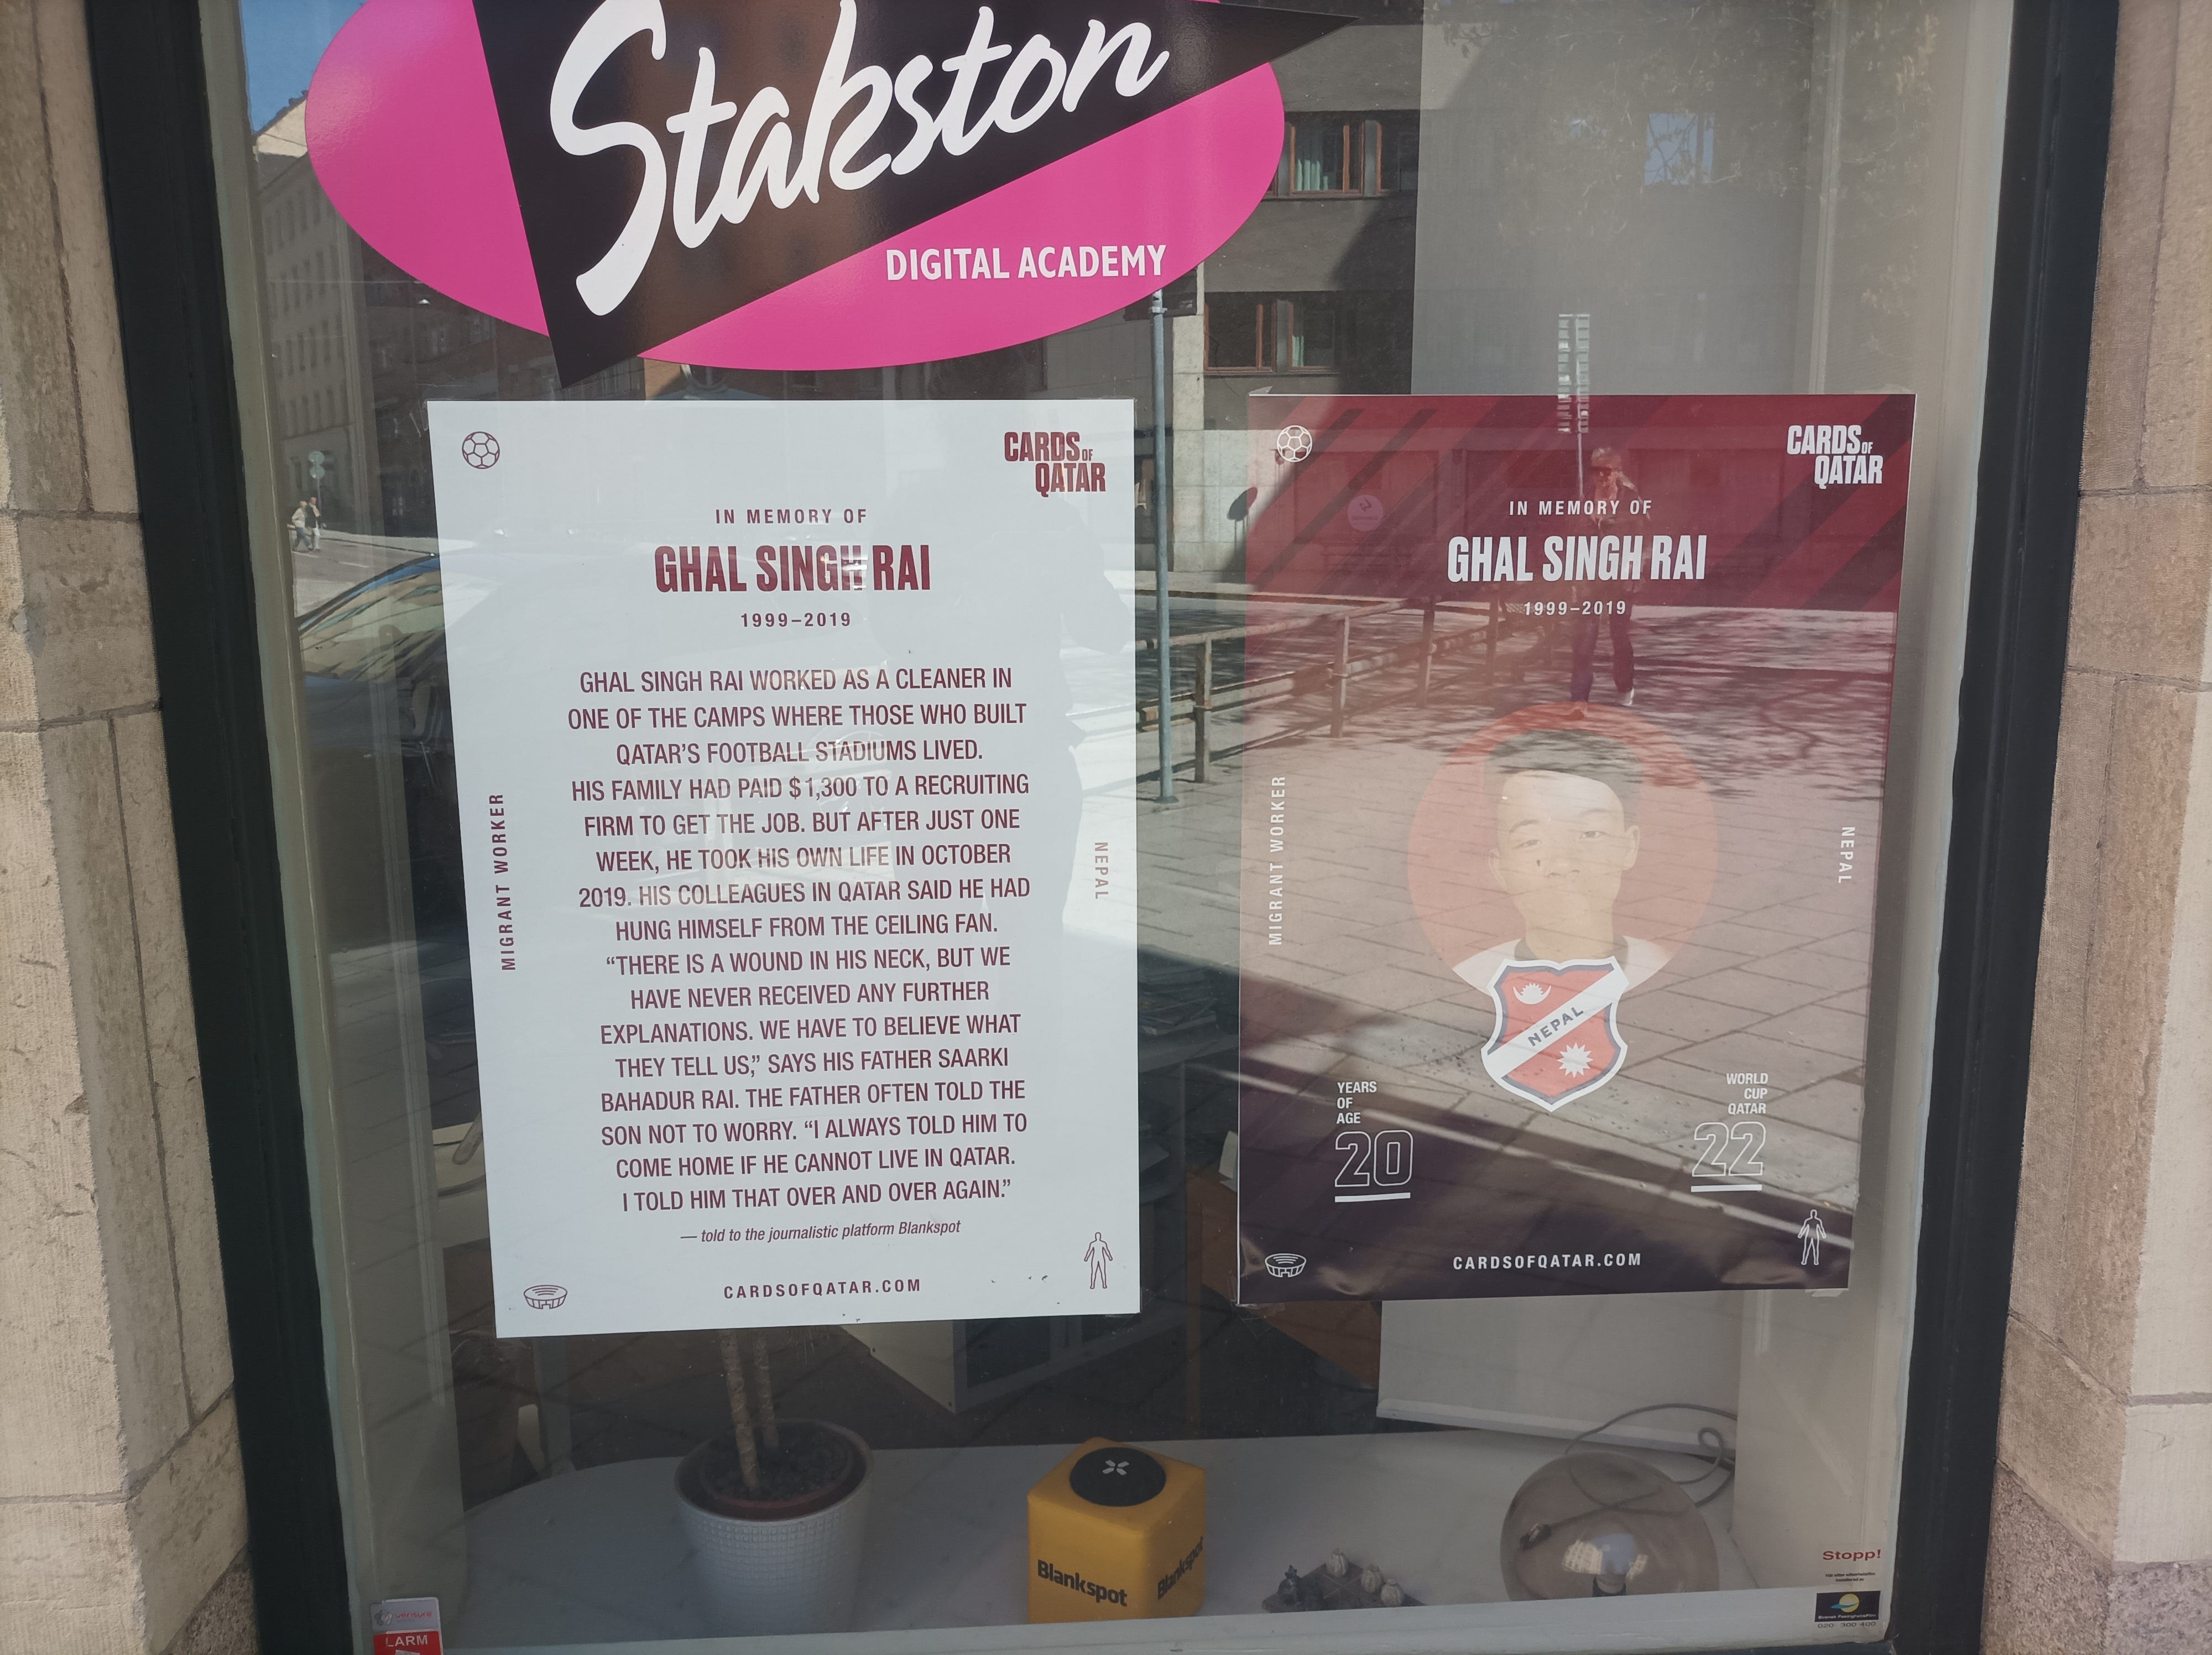 Stakston
DIGITAL ACADEMY
CARDS OF
QATAR
IN MEMORY OF
GHAL SINGH RAI
1999–2019
GHAL SINGH RAI WORKED AS A CLEANER IN
ONE OF THE CAMPS WHERE THOSE WHO BUILT
QATAR'S FOOTBALL STADIUMS LIVED.
HIS FAMILY HAD PAID $1,300 TO A RECRUITING
FIRM TO GET THE JOB. BUT AFTER JUST ONE
WEEK, HE TOOK HIS OWN LIFE IN OCTOBER
2019. HIS COLLEAGUES IN QATAR SAID HE HAD
HUNG HIMSELF FROM THE CEILING FAN.
“THERE IS A WOUND IN HIS NECK, BUT WE
HAVE NEVER RECEIVED ANY FURTHER
EXPLANATIONS. WE HAVE TO BELIEVE WHAT
THEY TELL US,” SAYS HIS FATHER SAARKI
BAHADUR RAI. THE FATHER OFTEN TOLD THE
SON NOT TO WORRY. “I ALWAYS TOLD HIM TO
COME HOME IF HE CANNOT LIVE IN QATAR.
I TOLD HIM THAT OVER AND OVER AGAIN.”
— told to the journalistic platform Blankspot
MIGRANT WORKER
NEPAL
CARDSOFQATAR.COM
CARDS OF
QATAR
IN MEMORY OF
GHAL SINGH RAI
1999–2019
MIGRANT WORKER
NEPAL
NEPAL
YEARS
OF
AGE
20
WORLD
CUP
QATAR
22
CARDSOFQATAR.COM
Blankspot
Blankspot
verisure
LARM
Stopp!
020 300 400